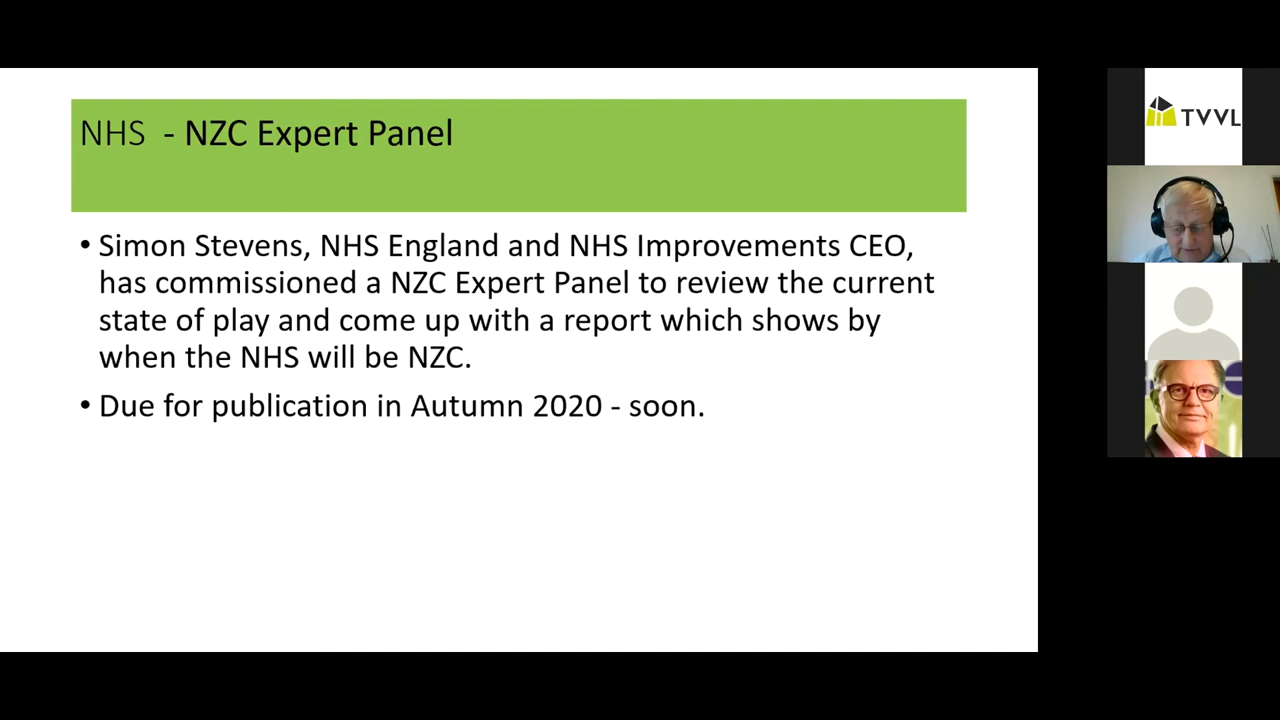 NHS - NZC Expert Panel
• Simon Stevens, NHS England and NHS Improvements CEO,
has commissioned a NZC Expert Panel to review the current
state of play and come up with a report which shows by
when the NHS will be NZC.
• Due for publication in Autumn 2020 - soon.
TVVL